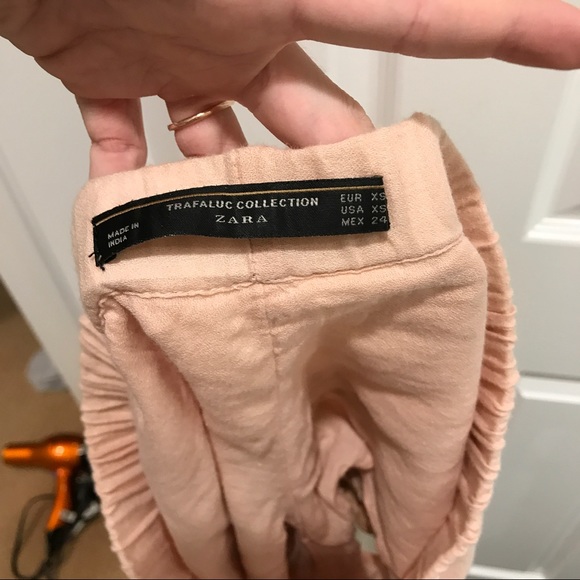 TRAFALUC COLLECTION
ZARA
MADE IN
INDIA
EUR XS
USA XS
MEX 24